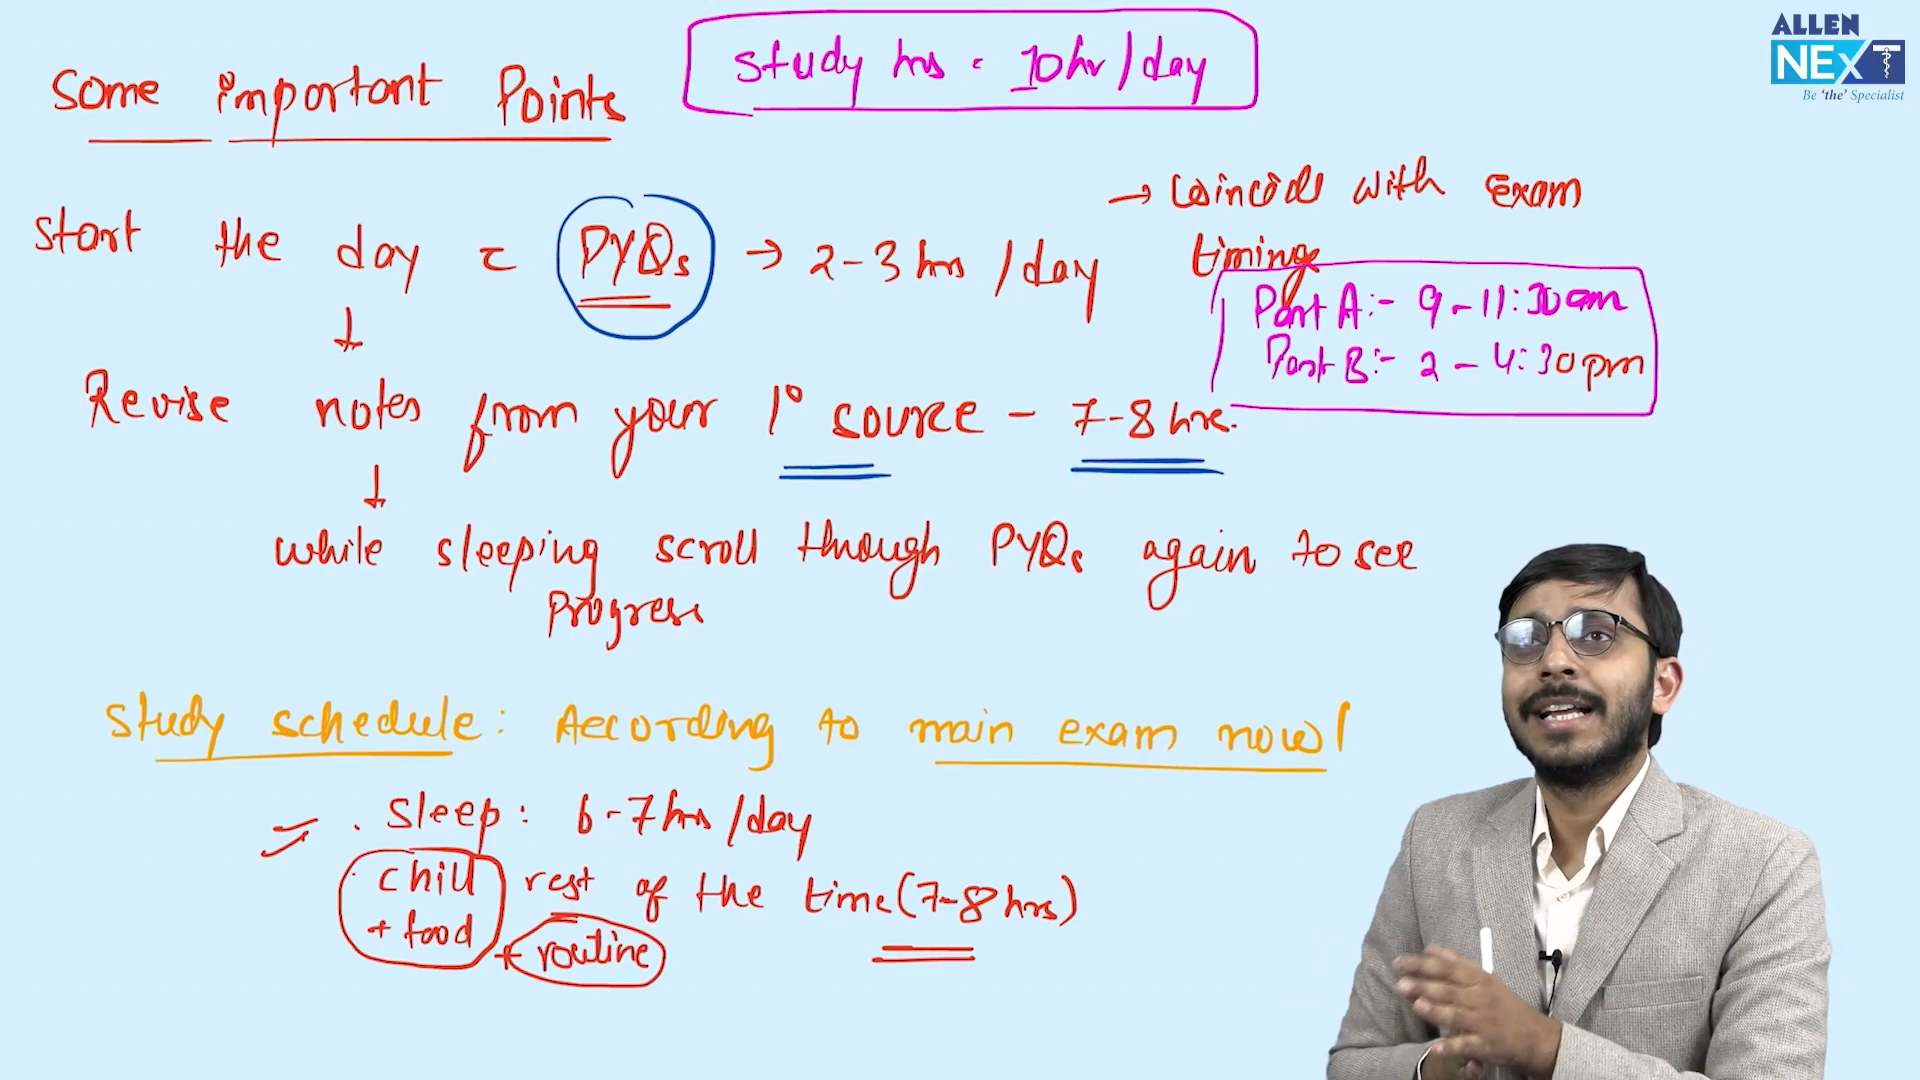 ALLEN
NEXT
Be 'the' Specialist
Some important Points
study hrs = 10hr/day
Start the day c PYQs → 2-3 hrs /day
→ Coincide with Exam
timings
Part A:- 9-11:30am
Part B:- 2-4:30pm
↓
Revise notes from your 1° source - 7-8 hrs.
↓
while sleeping scroll through PYQs again to see
Progress
Study schedule: According to main exam now!
. Sleep: 6-7hrs/day
. chill rest of the time (7-8hrs)
+ food
+ routine